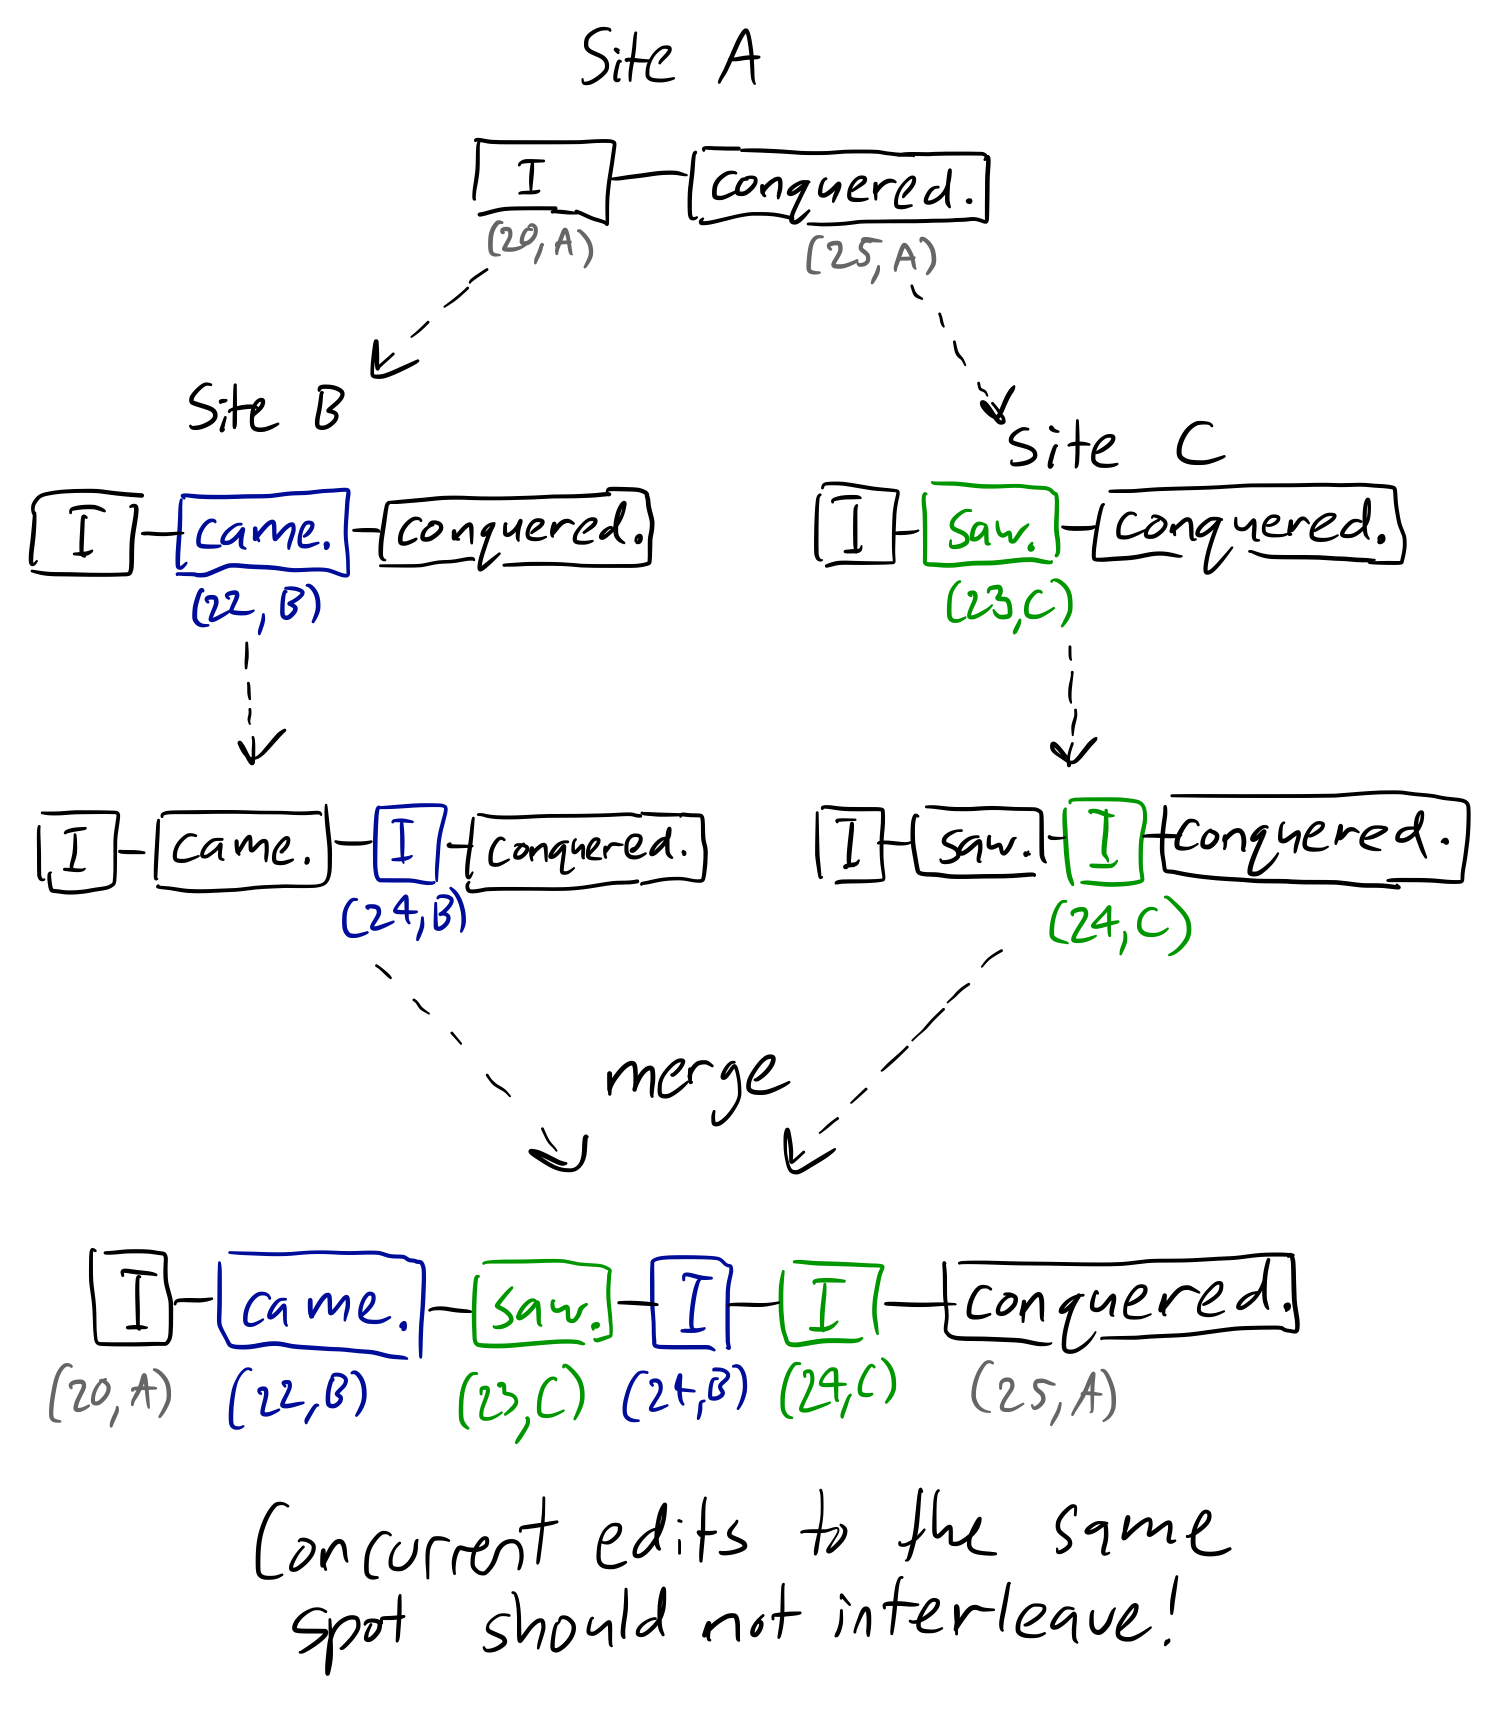 Site A
I conquered.
(20, A) (25, A)
Site B
Site C
I came. conquered.
(22, B)
I saw. conquered.
(23, C)
I came. I conquered.
(24, B)
I saw. I conquered.
(24, C)
merge
I came. saw. I I conquered.
(20, A) (22, B) (23, C) (24, B) (24, C) (25, A)
Concurrent edits to the same
spot should not interleave!